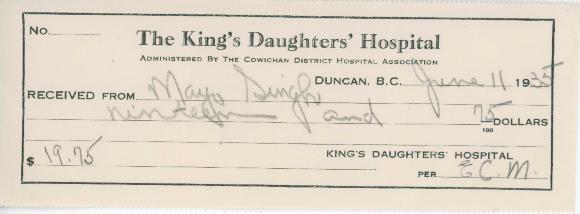 No.
The King's Daughters' Hospital
ADMINISTERED BY THE COWICHAN DISTRICT HOSPITAL ASSOCIATION
DUNCAN, B.C. June 11 1935
RECEIVED FROM Mayo Singh
ninteen and 75/100 DOLLARS
$ 19.75 KING'S DAUGHTERS' HOSPITAL
PER E.C.M.